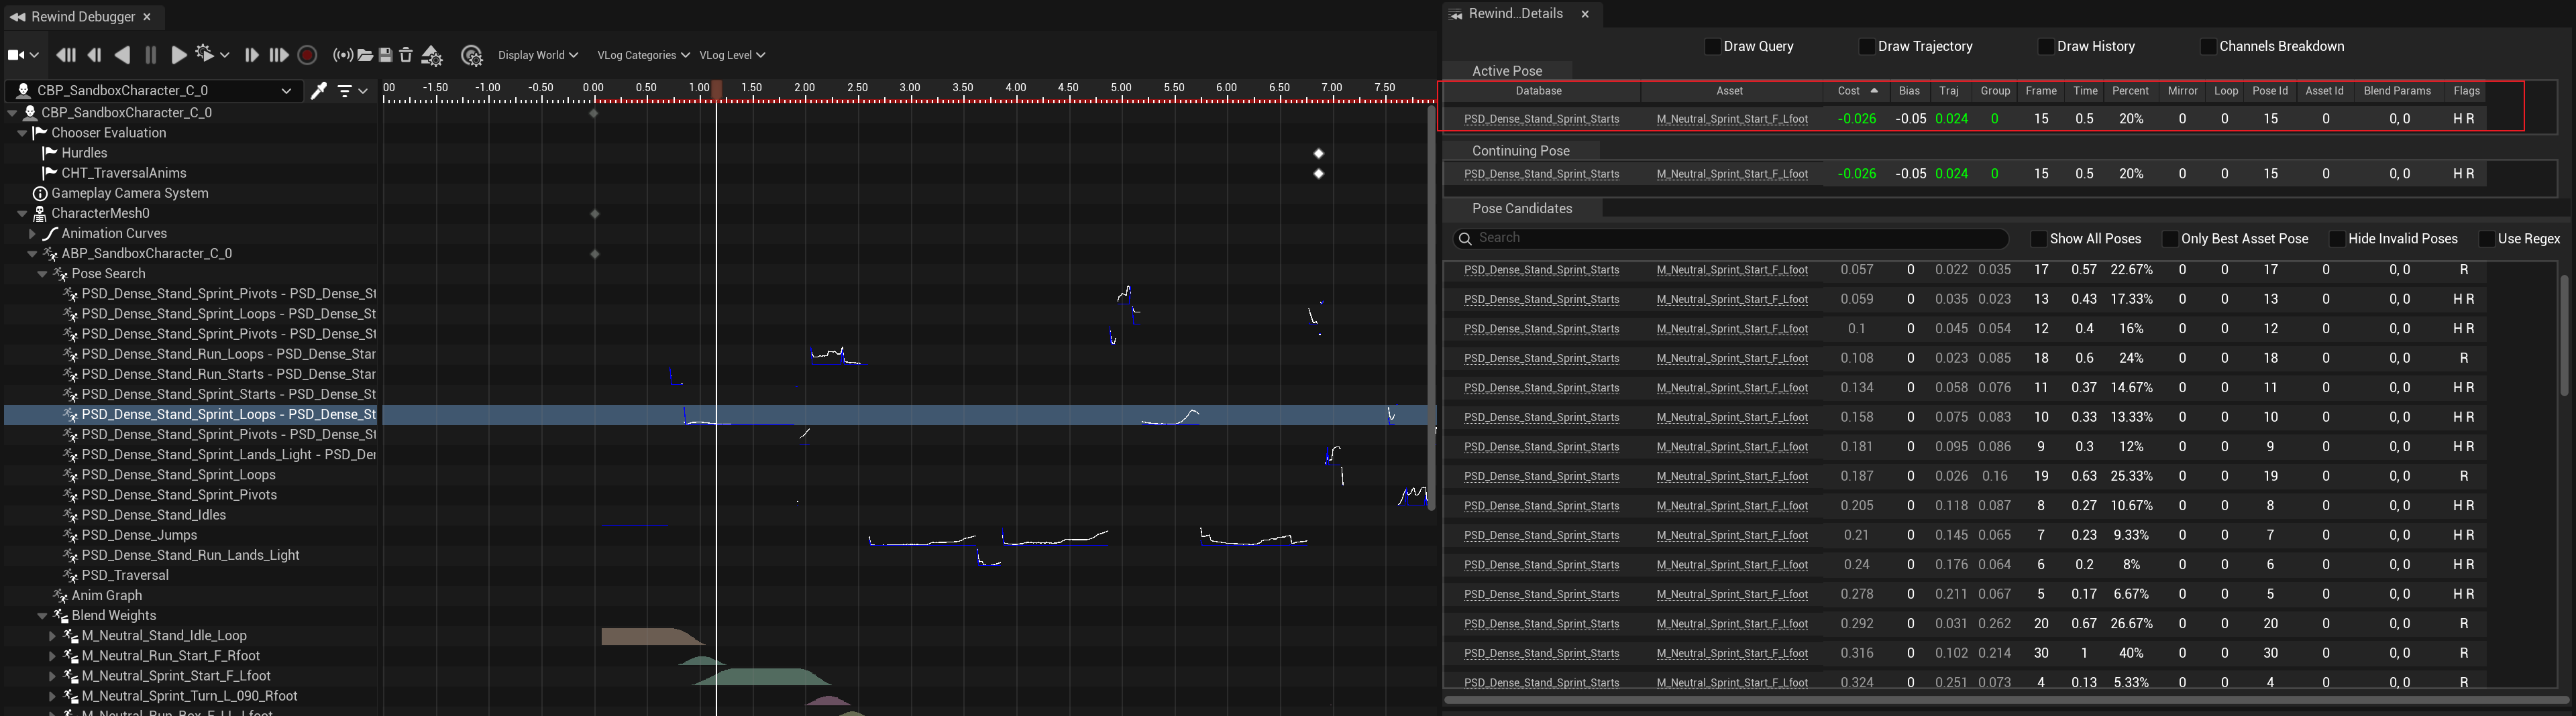 Rewind Debugger
Display World VLog Categories VLog Level
CBP_SandboxCharacter_C_0
00 -1.50 -1.00 -0.50 0.00 0.50 1.00 1.50 2.00 2.50 3.00 3.50 4.00 4.50 5.00 5.50 6.00 6.50 7.00 7.50
CBP_SandboxCharacter_C_0
Chooser Evaluation
Hurdles
CHT_TraversalAnims
Gameplay Camera System
CharacterMesh0
Animation Curves
ABP_SandboxCharacter_C_0
Pose Search
PSD_Dense_Stand_Sprint_Pivots - PSD_Dense_St
PSD_Dense_Stand_Sprint_Loops - PSD_Dense_St
PSD_Dense_Stand_Sprint_Pivots - PSD_Dense_St
PSD_Dense_Stand_Run_Loops - PSD_Dense_Star
PSD_Dense_Stand_Run_Starts - PSD_Dense_Star
PSD_Dense_Stand_Sprint_Starts - PSD_Dense_St
PSD_Dense_Stand_Sprint_Loops - PSD_Dense_St
PSD_Dense_Stand_Sprint_Pivots - PSD_Dense_St
PSD_Dense_Stand_Sprint_Lands_Light - PSD_Der
PSD_Dense_Stand_Sprint_Loops
PSD_Dense_Stand_Sprint_Pivots
PSD_Dense_Stand_Idles
PSD_Dense_Jumps
PSD_Dense_Stand_Run_Lands_Light
PSD_Traversal
Anim Graph
Blend Weights
M_Neutral_Stand_Idle_Loop
M_Neutral_Run_Start_F_Rfoot
M_Neutral_Sprint_Start_F_Lfoot
M_Neutral_Sprint_Turn_L_090_Rfoot
Rewind...Details
Draw Query Draw Trajectory Draw History Channels Breakdown
Active Pose
Database Asset Cost Bias Traj Group Frame Time Percent Mirror Loop Pose Id Asset Id Blend Params Flags
PSD_Dense_Stand_Sprint_Starts M_Neutral_Sprint_Start_F_Lfoot -0.026 -0.05 0.024 0 15 0.5 20% 0 0 15 0 0, 0 H R
Continuing Pose
PSD_Dense_Stand_Sprint_Starts M_Neutral_Sprint_Start_F_Lfoot -0.026 -0.05 0.024 0 15 0.5 20% 0 0 15 0 0, 0 H R
Pose Candidates
Search Show All Poses Only Best Asset Pose Hide Invalid Poses Use Regex
PSD_Dense_Stand_Sprint_Starts M_Neutral_Sprint_Start_F_Lfoot 0.057 0 0.022 0.035 17 0.57 22.67% 0 0 17 0 0, 0 R
PSD_Dense_Stand_Sprint_Starts M_Neutral_Sprint_Start_F_Lfoot 0.059 0 0.035 0.023 13 0.43 17.33% 0 0 13 0 0, 0 H R
PSD_Dense_Stand_Sprint_Starts M_Neutral_Sprint_Start_F_Lfoot 0.1 0 0.045 0.054 12 0.4 16% 0 0 12 0 0, 0 H R
PSD_Dense_Stand_Sprint_Starts M_Neutral_Sprint_Start_F_Lfoot 0.108 0 0.023 0.085 18 0.6 24% 0 0 18 0 0, 0 R
PSD_Dense_Stand_Sprint_Starts M_Neutral_Sprint_Start_F_Lfoot 0.134 0 0.058 0.076 11 0.37 14.67% 0 0 11 0 0, 0 H R
PSD_Dense_Stand_Sprint_Starts M_Neutral_Sprint_Start_F_Lfoot 0.158 0 0.075 0.083 10 0.33 13.33% 0 0 10 0 0, 0 H R
PSD_Dense_Stand_Sprint_Starts M_Neutral_Sprint_Start_F_Lfoot 0.181 0 0.095 0.086 9 0.3 12% 0 0 9 0 0, 0 H R
PSD_Dense_Stand_Sprint_Starts M_Neutral_Sprint_Start_F_Lfoot 0.187 0 0.026 0.16 19 0.63 25.33% 0 0 19 0 0, 0 R
PSD_Dense_Stand_Sprint_Starts M_Neutral_Sprint_Start_F_Lfoot 0.205 0 0.118 0.087 8 0.27 10.67% 0 0 8 0 0, 0 H R
PSD_Dense_Stand_Sprint_Starts M_Neutral_Sprint_Start_F_Lfoot 0.21 0 0.145 0.065 7 0.23 9.33% 0 0 7 0 0, 0 H R
PSD_Dense_Stand_Sprint_Starts M_Neutral_Sprint_Start_F_Lfoot 0.24 0 0.176 0.064 6 0.2 8% 0 0 6 0 0, 0 H R
PSD_Dense_Stand_Sprint_Starts M_Neutral_Sprint_Start_F_Lfoot 0.278 0 0.211 0.067 5 0.17 6.67% 0 0 5 0 0, 0 H R
PSD_Dense_Stand_Sprint_Starts M_Neutral_Sprint_Start_F_Lfoot 0.292 0 0.031 0.262 20 0.67 26.67% 0 0 20 0 0, 0 R
PSD_Dense_Stand_Sprint_Starts M_Neutral_Sprint_Start_F_Lfoot 0.316 0 0.102 0.214 30 1 40% 0 0 30 0 0, 0 R
PSD_Dense_Stand_Sprint_Starts M_Neutral_Sprint_Start_F_Lfoot 0.324 0 0.251 0.073 4 0.13 5.33% 0 0 4 0 0, 0 R